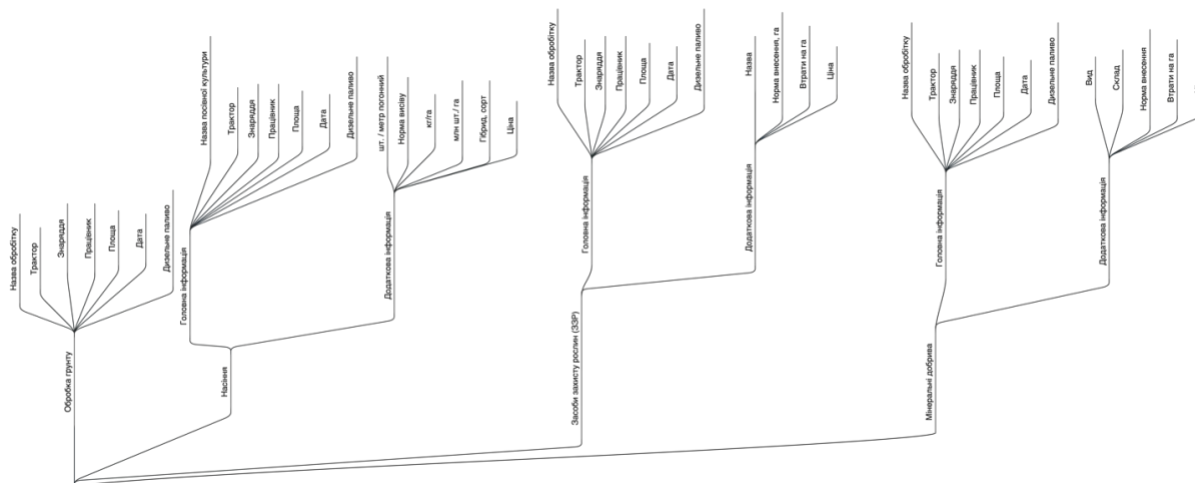 Обробка грунту
Назва обробітку
Трактор
Знаряддя
Працівник
Площа
Дата
Дизельне паливо
Насіння
Головна інформація
Назва посівної культури
Трактор
Знаряддя
Працівник
Площа
Дата
Дизельне паливо
Додаткова інформація
шт. / метр погонний
Норма висіву
кг/га
млн шт./ га
Гібрид, сорт
Ціна
Засоби захисту рослин (ЗЗР)
Головна інформація
Назва обробітку
Трактор
Знаряддя
Працівник
Площа
Дата
Дизельне паливо
Додаткова інформація
Назва
Норма внесення, га
Втрати на га
Ціна
Мінеральні добрива
Головна інформація
Назва обробітку
Трактор
Знаряддя
Працівник
Площа
Дата
Дизельне паливо
Додаткова інформація
Вид
Склад
Норма внесення
Втрати на га